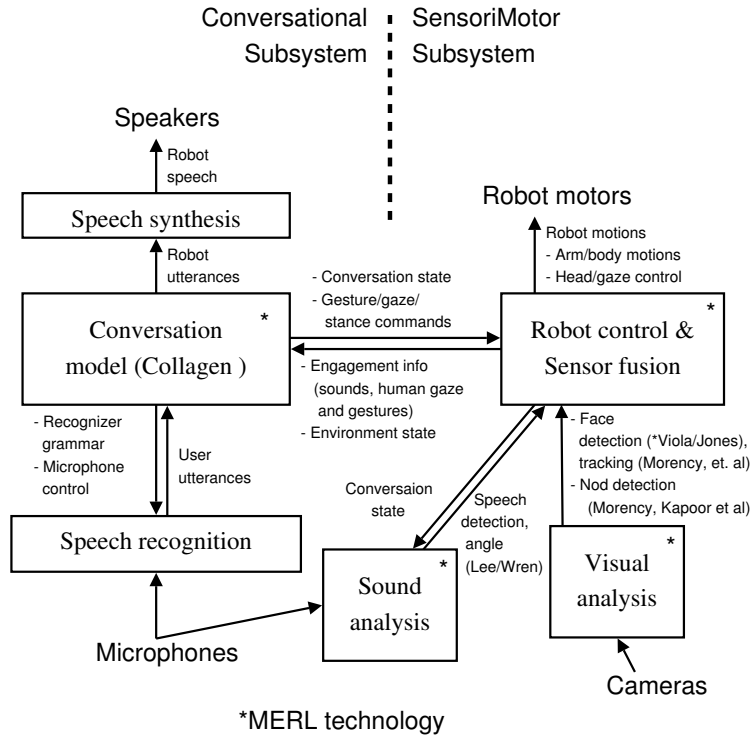 Conversational
Subsystem
SensoriMotor
Subsystem
Speakers
Robot
speech
Speech synthesis
Robot
utterances
Robot motors
Robot motions
- Arm/body motions
- Head/gaze control
- Conversation state
- Gesture/gaze/
stance commands
*
Conversation
model (Collagen )
*
Robot control &
Sensor fusion
- Engagement info
(sounds, human gaze
and gestures)
- Environment state
- Recognizer
grammar
- Microphone
control
User
utterances
- Face
detection (*Viola/Jones),
tracking (Morency, et. al)
- Nod detection
(Morency, Kapoor et al)
Conversaion
state
Speech
detection,
angle
(Lee/Wren)
Speech recognition
*
Sound
analysis
*
Visual
analysis
Microphones
Cameras
*MERL technology